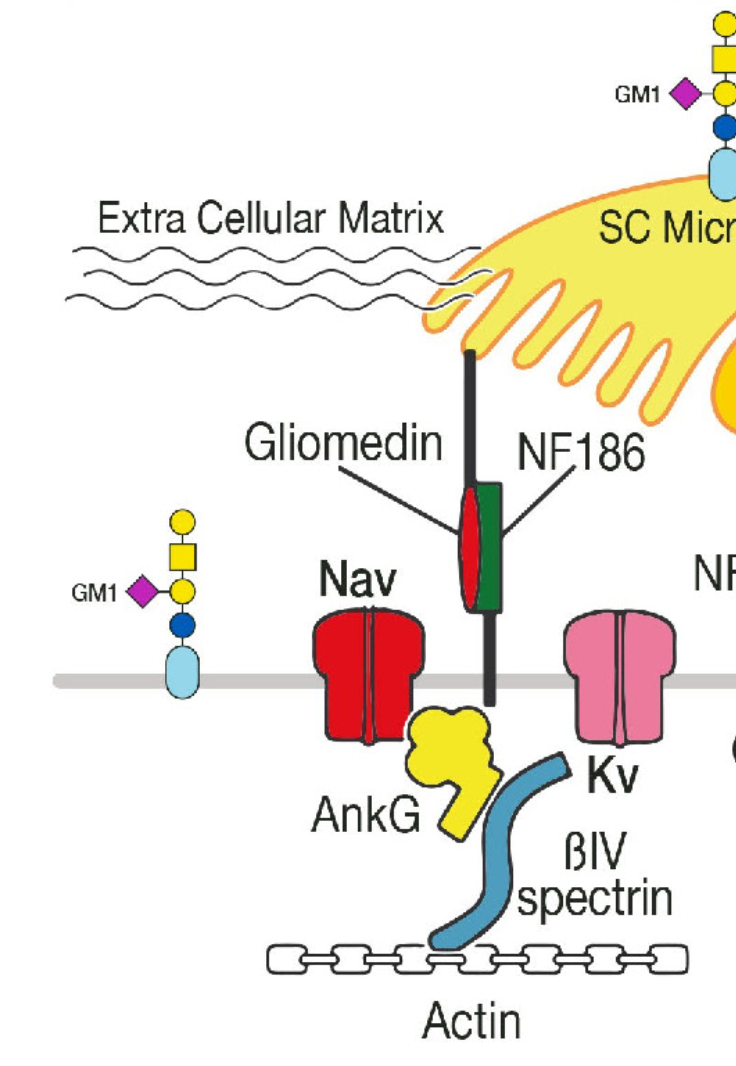 GM1
Extra Cellular Matrix
SC Micr
Gliomedin
NF186
Nav
NF
GM1
Kv
AnkG
βIV
spectrin
Actin